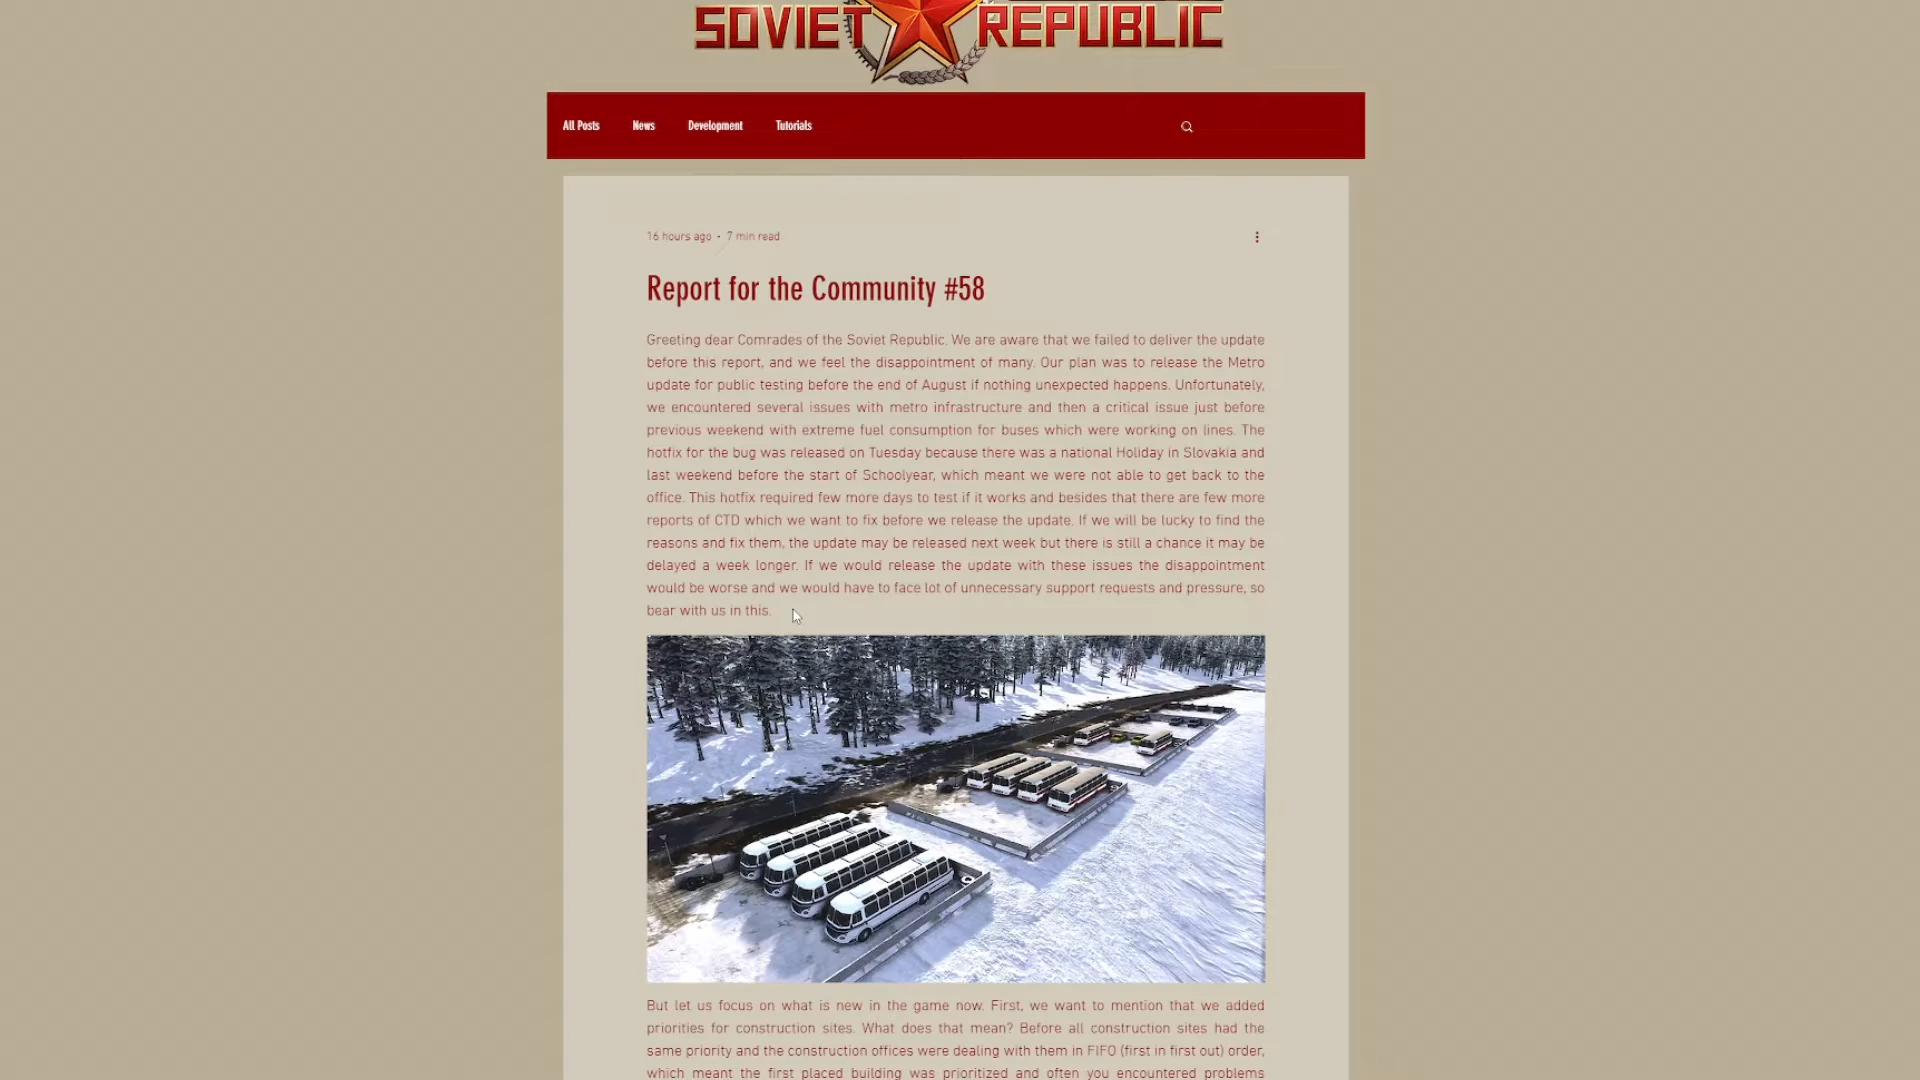 SOVIET REPUBLIC
All Posts News Development Tutorials
16 hours ago · 7 min read
Report for the Community #58
Greeting dear Comrades of the Soviet Republic. We are aware that we failed to deliver the update
before this report, and we feel the disappointment of many. Our plan was to release the Metro
update for public testing before the end of August if nothing unexpected happens. Unfortunately,
we encountered several issues with metro infrastructure and then a critical issue just before
previous weekend with extreme fuel consumption for buses which were working on lines. The
hotfix for the bug was released on Tuesday because there was a national Holiday in Slovakia and
last weekend before the start of Schoolyear, which meant we were not able to get back to the
office. This hotfix required few more days to test if it works and besides that there are few more
reports of CTD which we want to fix before we release the update. If we will be lucky to find the
reasons and fix them, the update may be released next week but there is still a chance it may be
delayed a week longer. If we would release the update with these issues the disappointment
would be worse and we would have to face lot of unnecessary support requests and pressure, so
bear with us in this.
But let us focus on what is new in the game now. First, we want to mention that we added
priorities for construction sites. What does that mean? Before all construction sites had the
same priority and the construction offices were dealing with them in FIFO (first in first out) order,
which meant the first placed building was prioritized and often you encountered problems